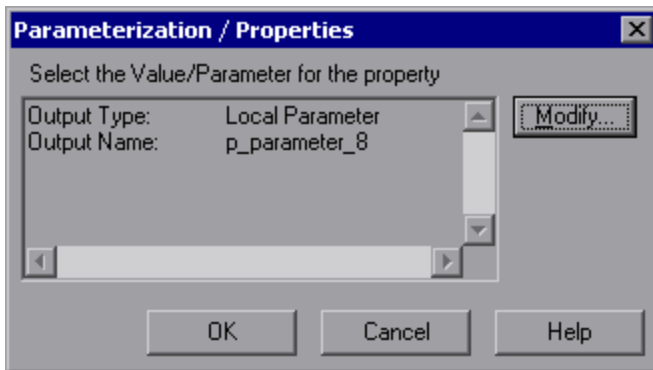 Parameterization / Properties
Select the Value/Parameter for the property
Output Type: Local Parameter
Output Name: p_parameter_8
Modify...
OK Cancel Help